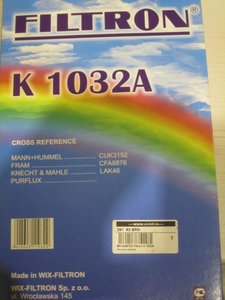 FILTRON
K 1032A
CROSS REFERENCE
MANN+HUMMEL CUK3192
FRAM CFA8876
KNECHT & MAHLE LAK46
PURFLUX
1
Made in WIX-FILTRON
WIX-FILTRON Sp. z o.o.
ul. Wrocławska 145